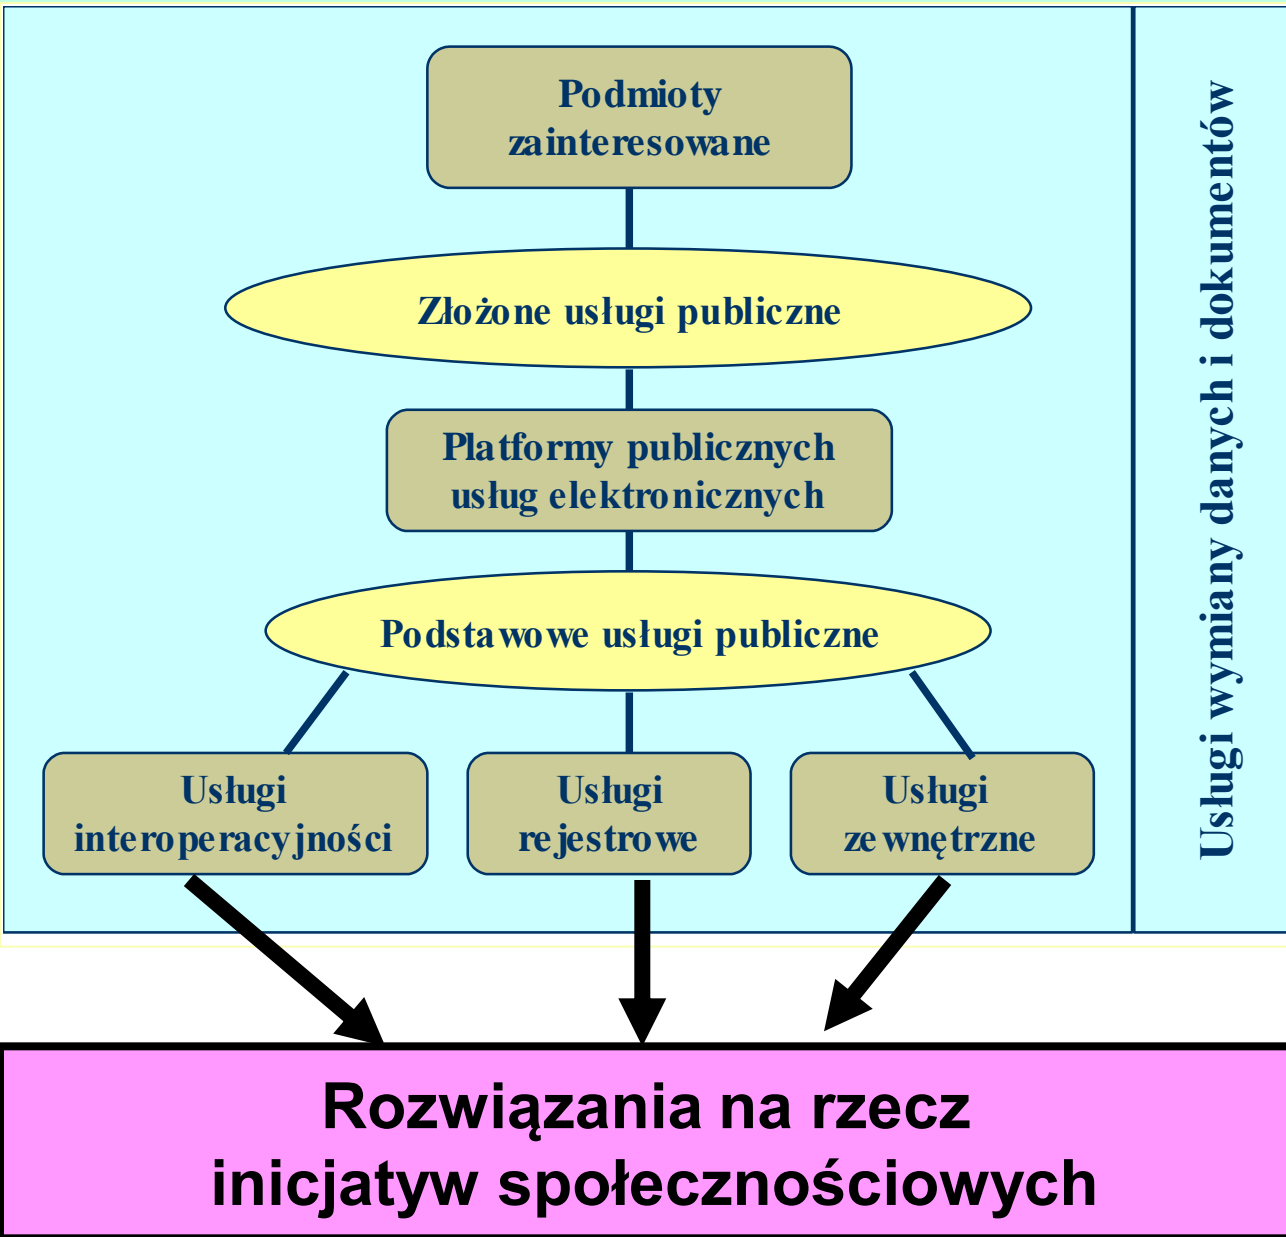 Podmioty
zainteresowane
Złożone usługi publiczne
Platformy publicznych
usług elektronicznych
Podstawowe usługi publiczne
Usługi
interoperacyjności
Usługi
rejestrowe
Usługi
zewnętrzne
Usługi wymiany danych i dokumentów
Rozwiązania na rzecz
inicjatyw społecznościowych